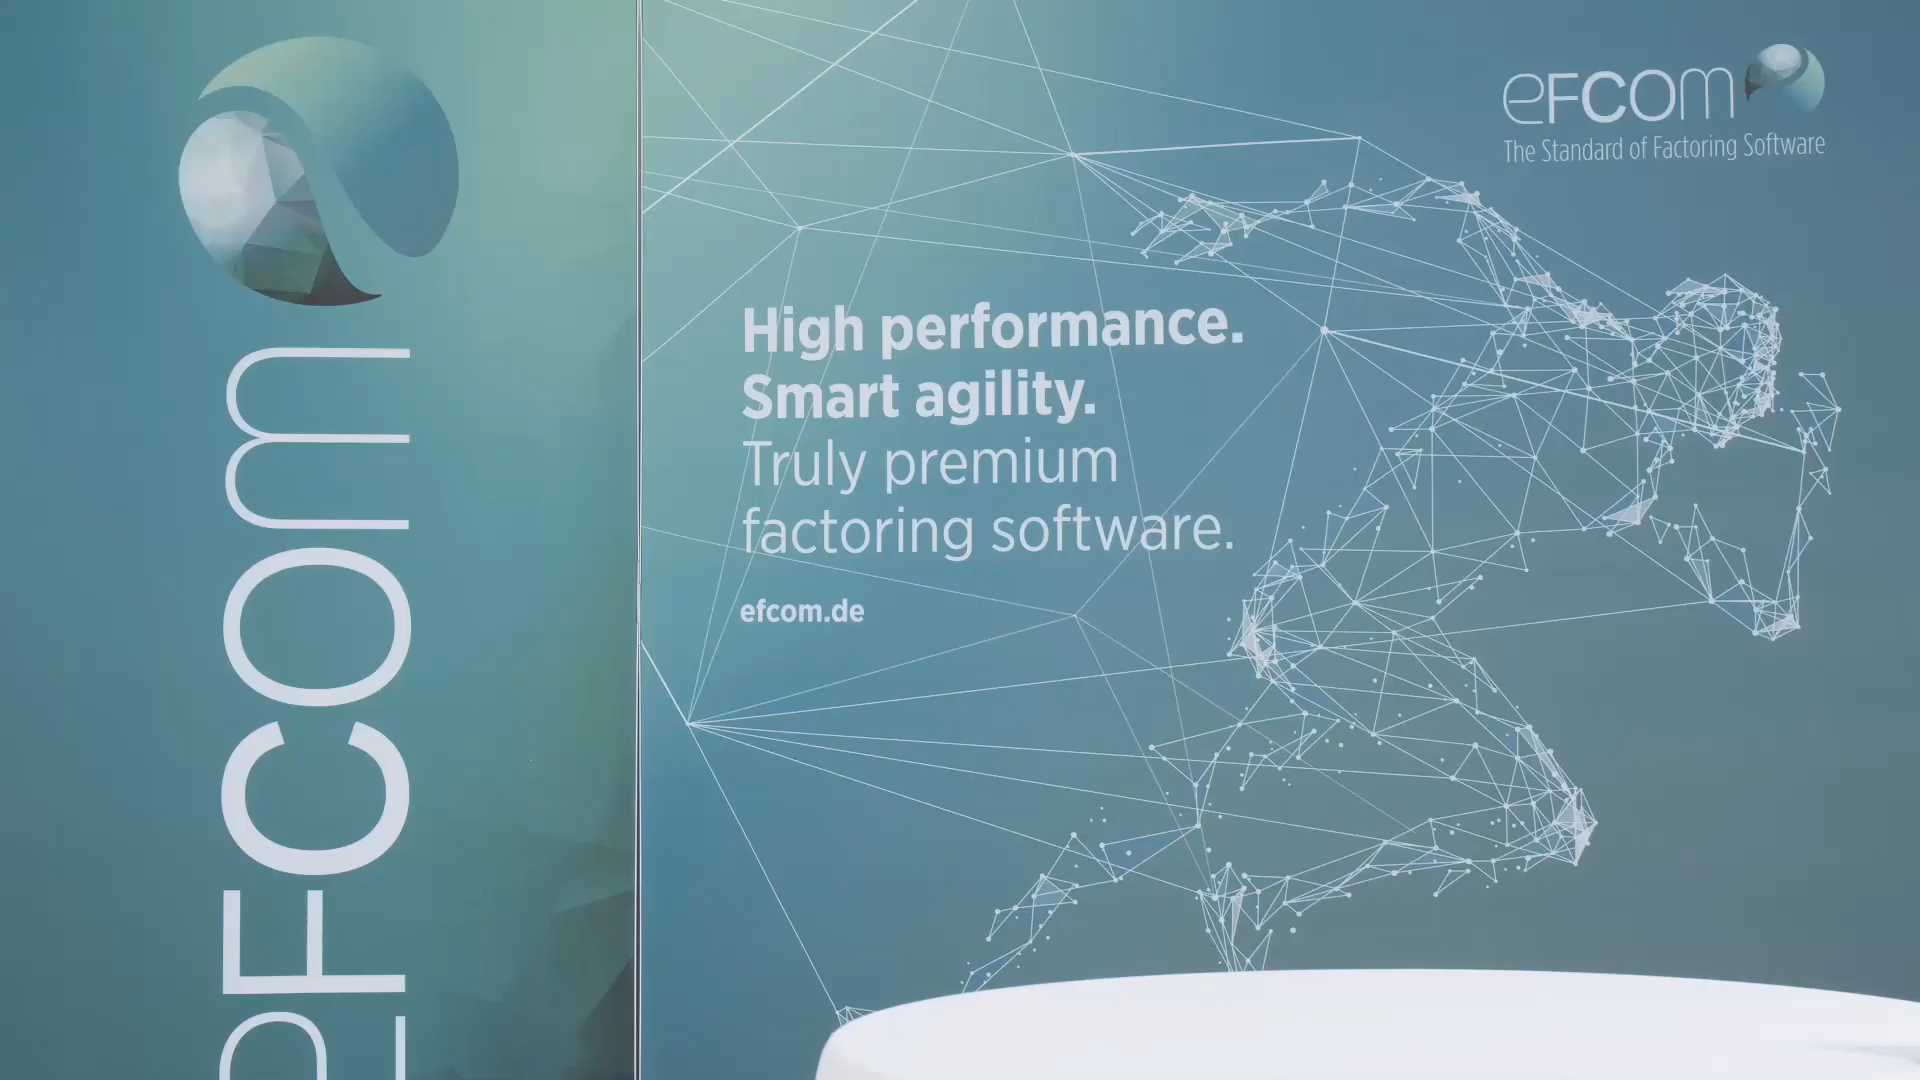 eFCOM
eFCOM
The Standard of Factoring Software
High performance.
Smart agility.
Truly premium
factoring software.
efcom.de